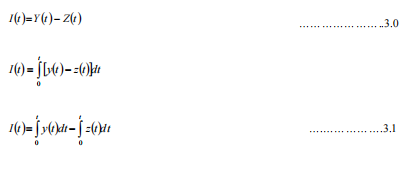 I(t)=Y(t)− Z(t) ……………………..3.0
I(t)= ∫₀ᵗ[y(t)− z(t)]dt
I(t)= ∫₀ᵗ y(t)dt− ∫₀ᵗ z(t)dt …………………..3.1